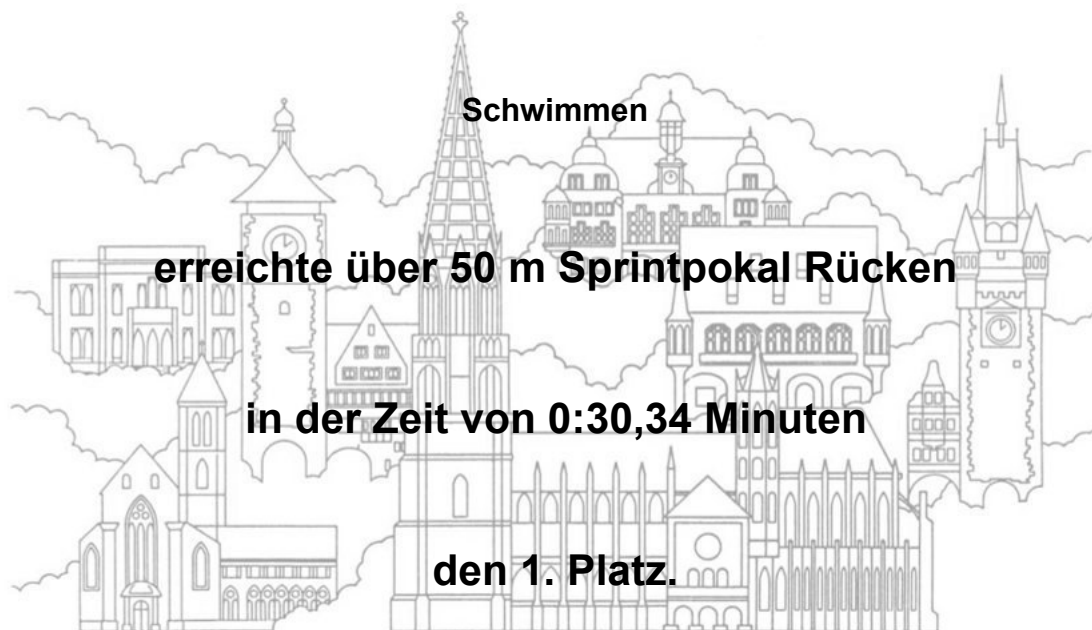 Schwimmen
erreichte über 50 m Sprintpokal Rücken
in der Zeit von 0:30,34 Minuten
den 1. Platz.